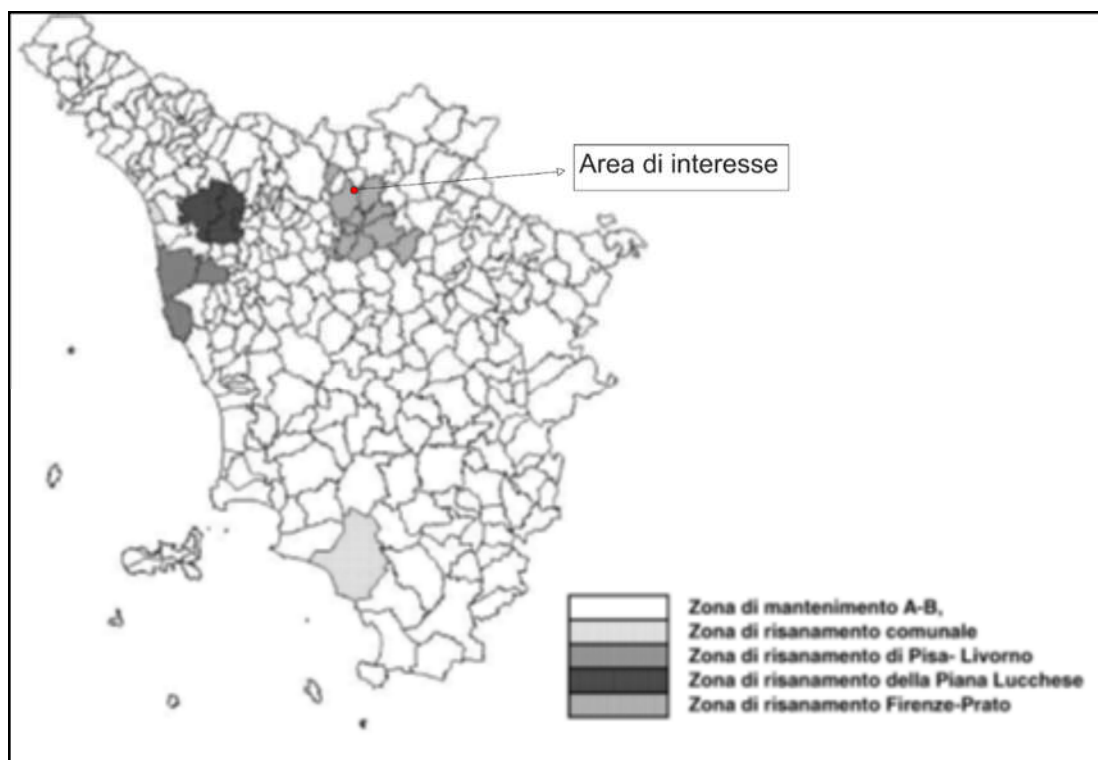 Area di interesse
Zona di mantenimento A-B,
Zona di risanamento comunale
Zona di risanamento di Pisa- Livorno
Zona di risanamento della Piana Lucchese
Zona di risanamento Firenze-Prato